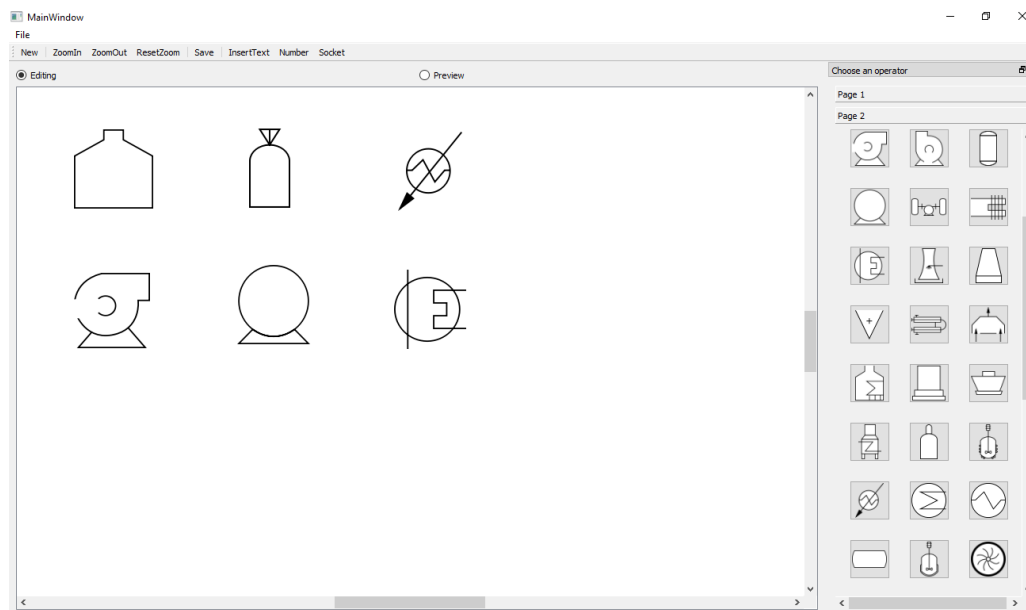 MainWindow
File
New ZoomIn ZoomOut ResetZoom Save InsertText Number Socket
Editing Preview
Choose an operator
Page 1
Page 2